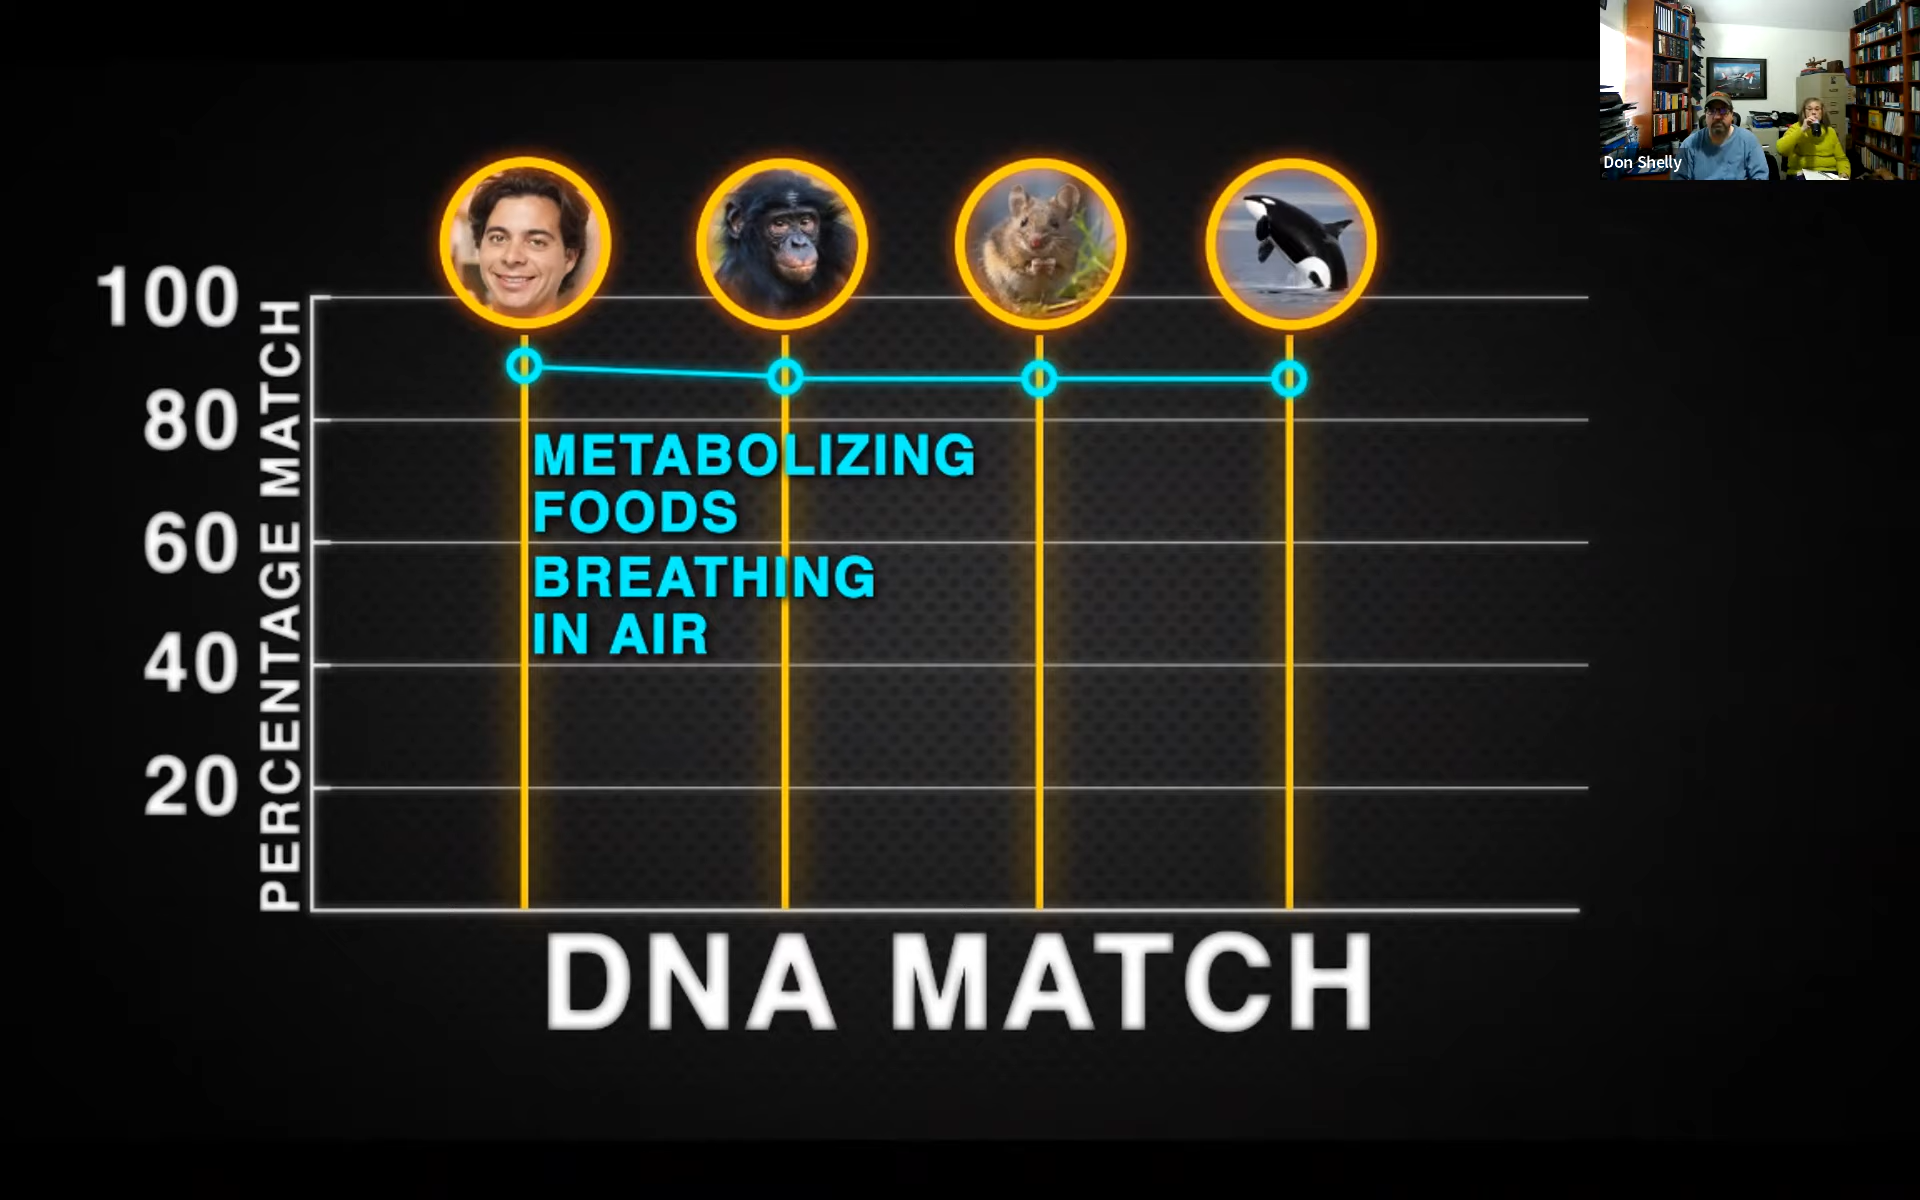 Don Shelly
100
80
60
40
20
PERCENTAGE MATCH
METABOLIZING
FOODS
BREATHING
IN AIR
DNA MATCH